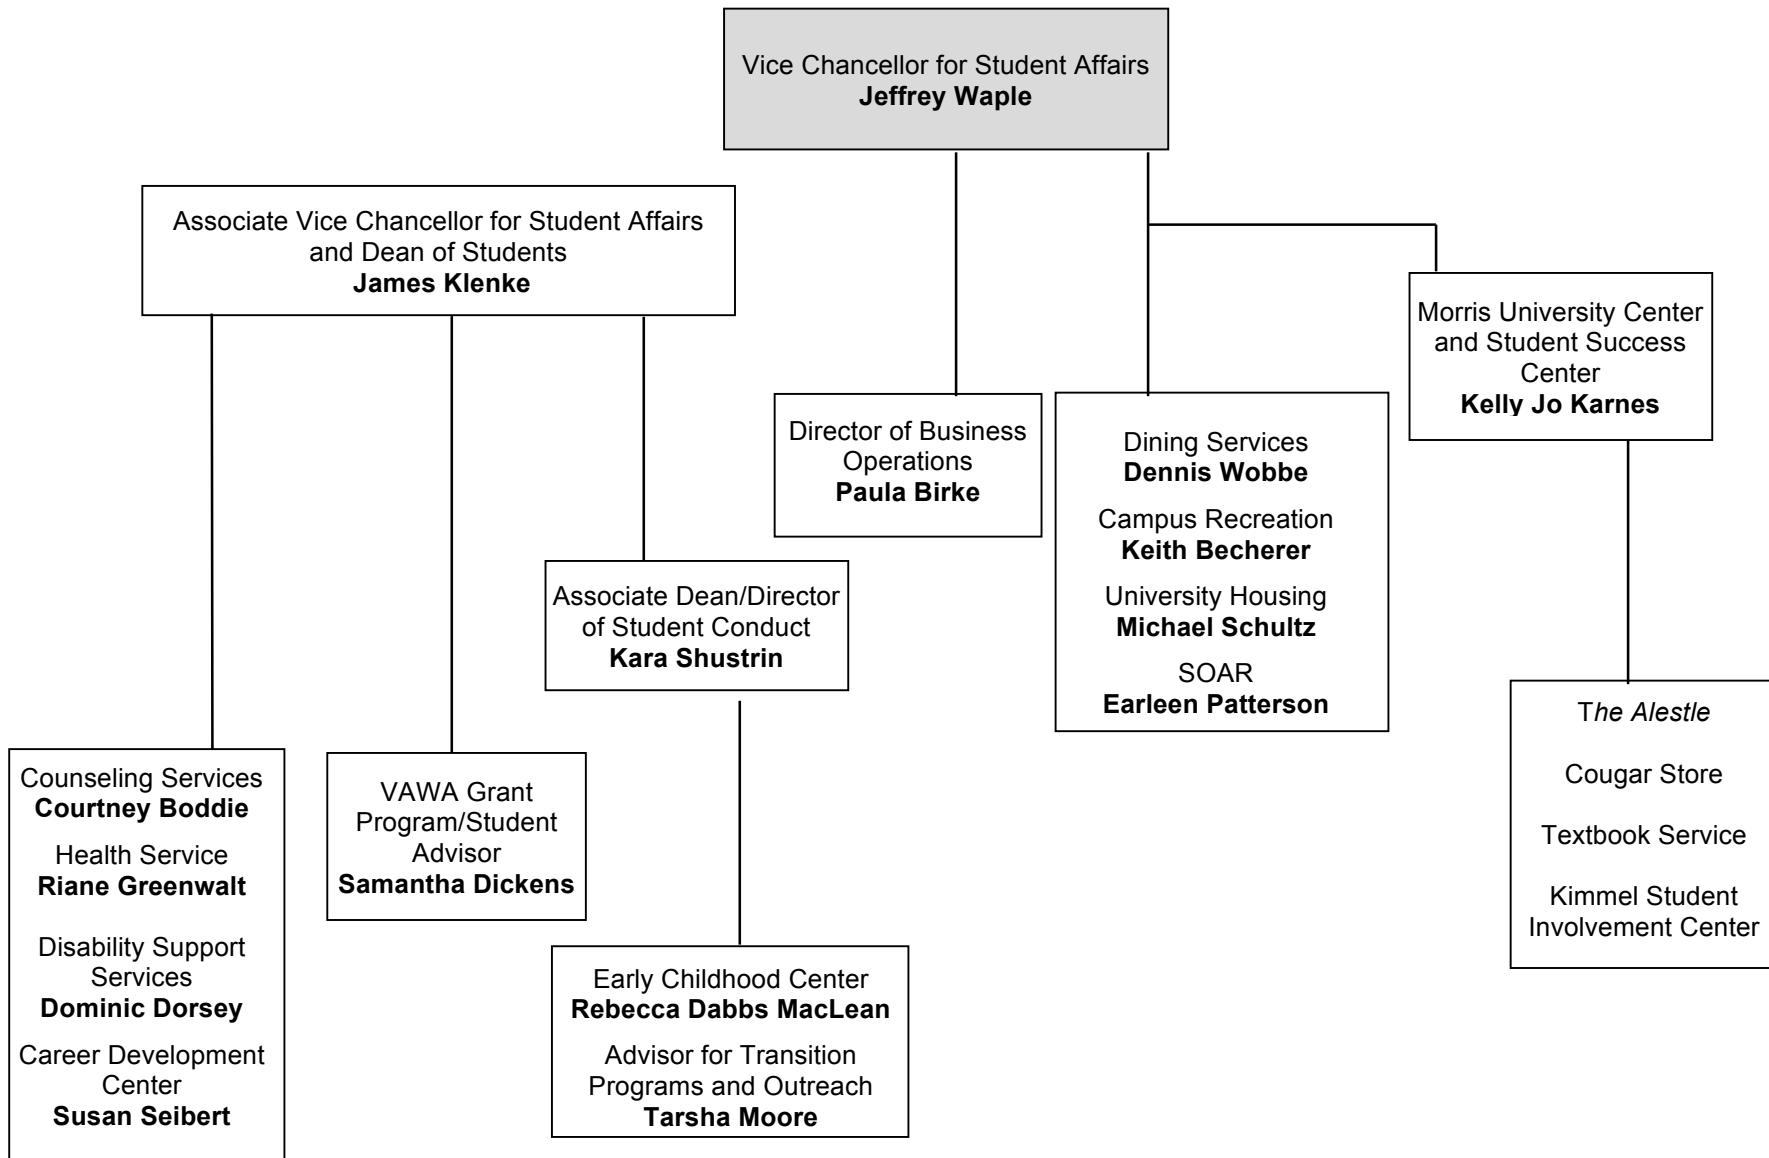 Vice Chancellor for Student Affairs
Jeffrey Waple
Associate Vice Chancellor for Student Affairs
and Dean of Students
James Klenke
Morris University Center
and Student Success
Center
Kelly Jo Karnes
Director of Business
Operations
Paula Birke
Dining Services
Dennis Wobbe
Campus Recreation
Keith Becherer
University Housing
Michael Schultz
SOAR
Earleen Patterson
Associate Dean/Director
of Student Conduct
Kara Shustrin
The Alestle
Cougar Store
Textbook Service
Kimmel Student
Involvement Center
Counseling Services
Courtney Boddie
Health Service
Riane Greenwalt
Disability Support
Services
Dominic Dorsey
Career Development
Center
Susan Seibert
VAWA Grant
Program/Student
Advisor
Samantha Dickens
Early Childhood Center
Rebecca Dabbs MacLean
Advisor for Transition
Programs and Outreach
Tarsha Moore